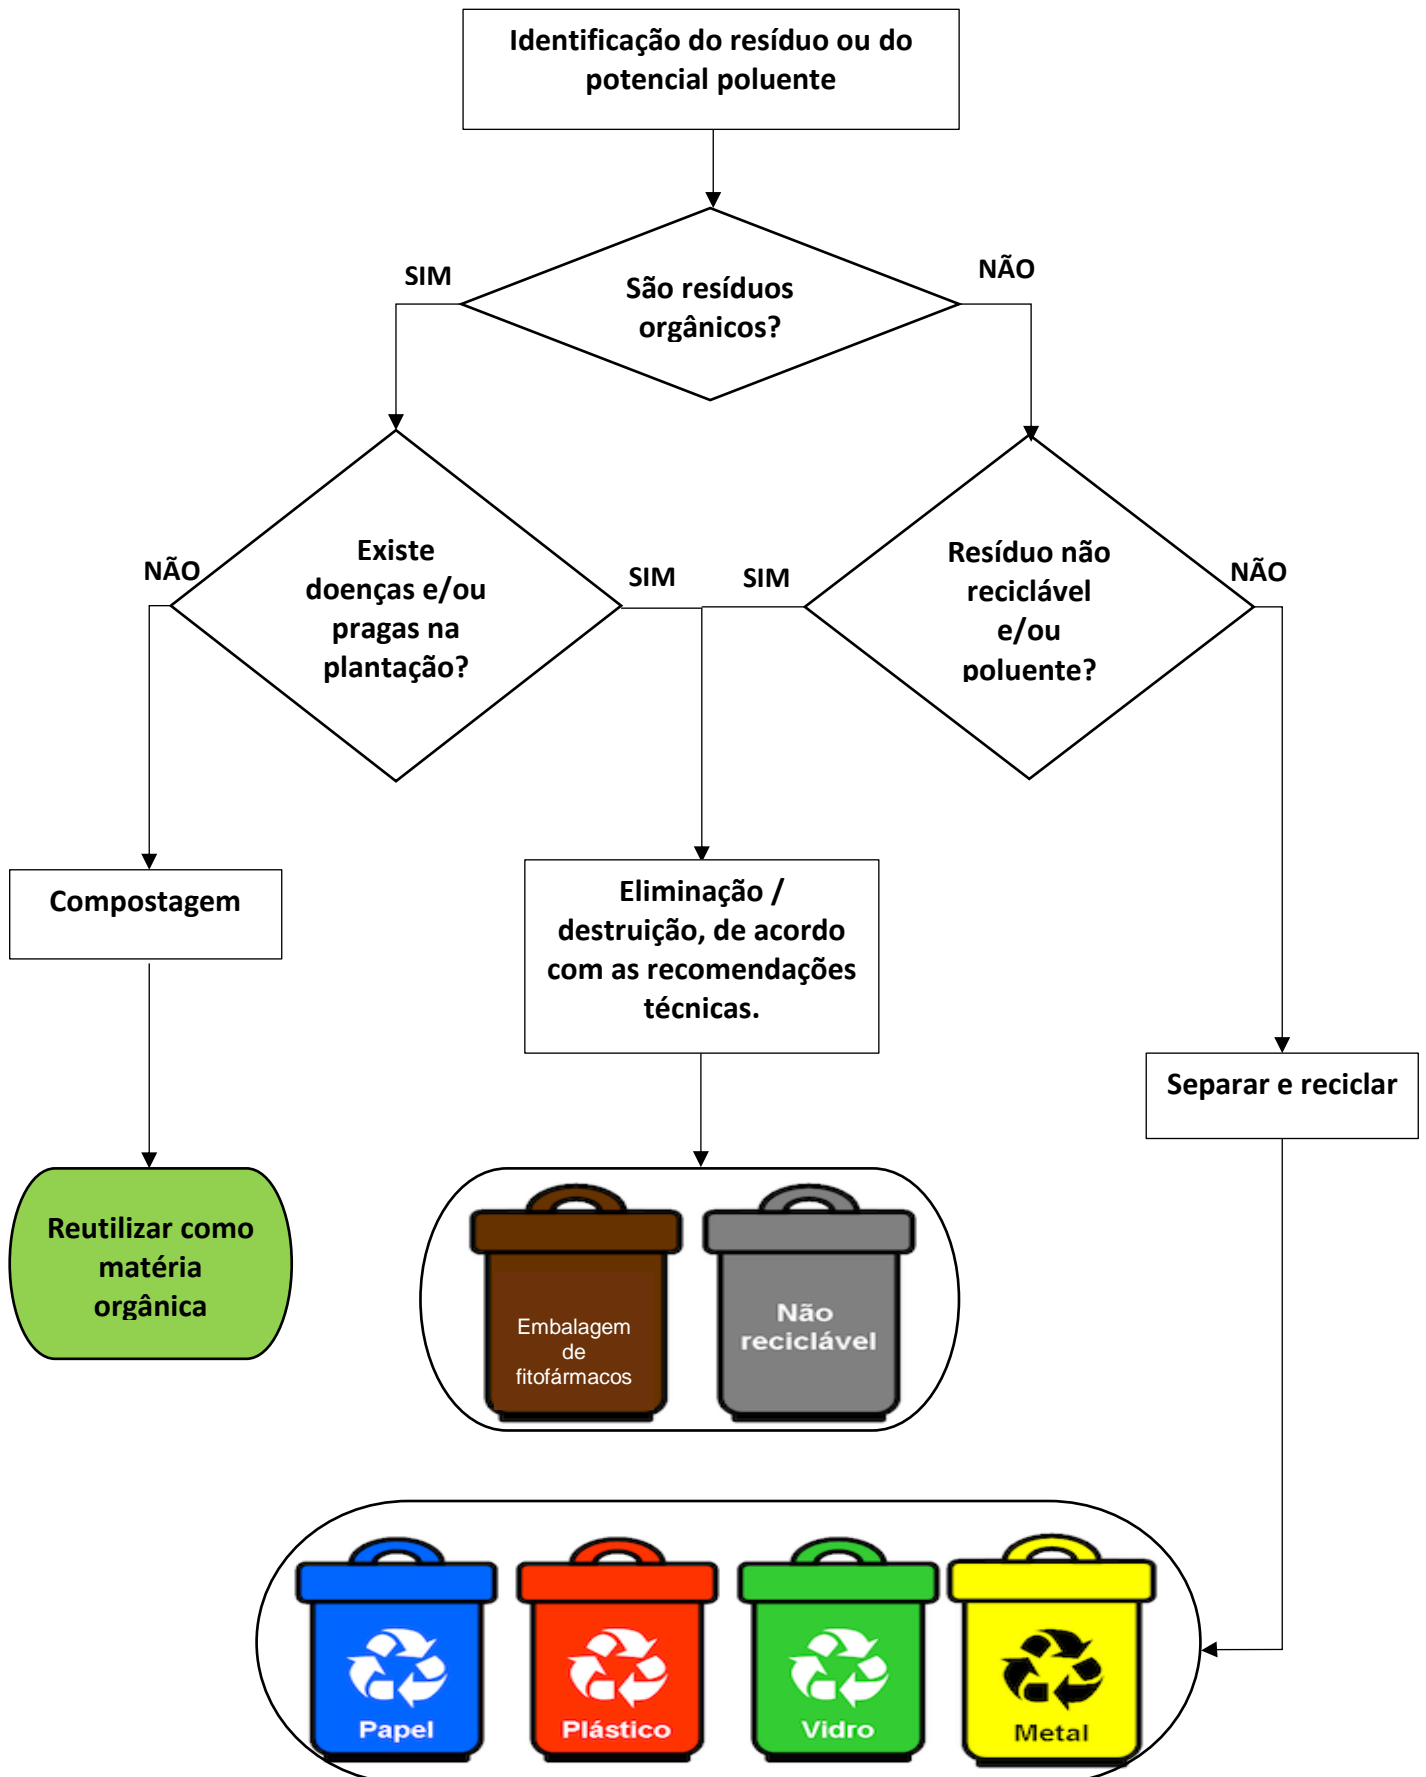 Identificação do resíduo ou do
potencial poluente
SIM
NÃO
São resíduos
orgânicos?
NÃO
Existe
doenças e/ou
pragas na
plantação?
SIM
SIM
Resíduo não
reciclável
e/ou
poluente?
NÃO
Compostagem
Eliminação /
destruição, de acordo
com as recomendações
técnicas.
Separar e reciclar
Reutilizar como
matéria
orgânica
Embalagem
de
fitofármacos
Não
reciclável
Papel
Plástico
Vidro
Metal